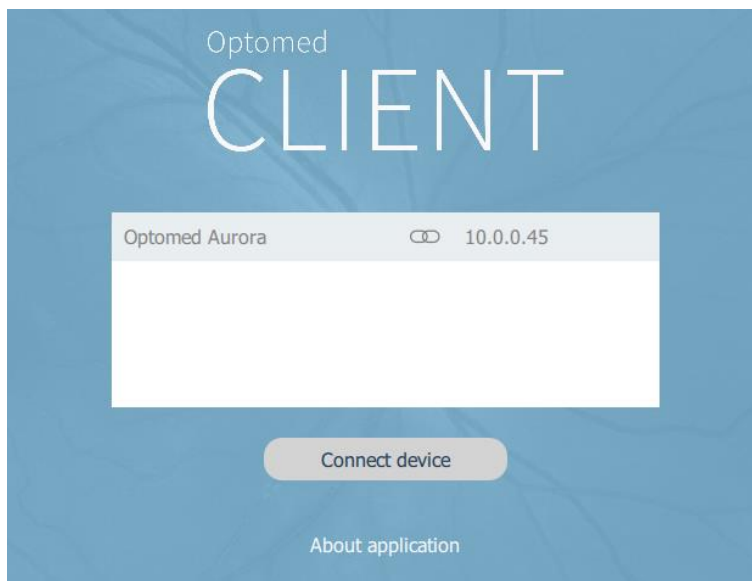 Optomed
CLIENT
Optomed Aurora 10.0.0.45
Connect device
About application